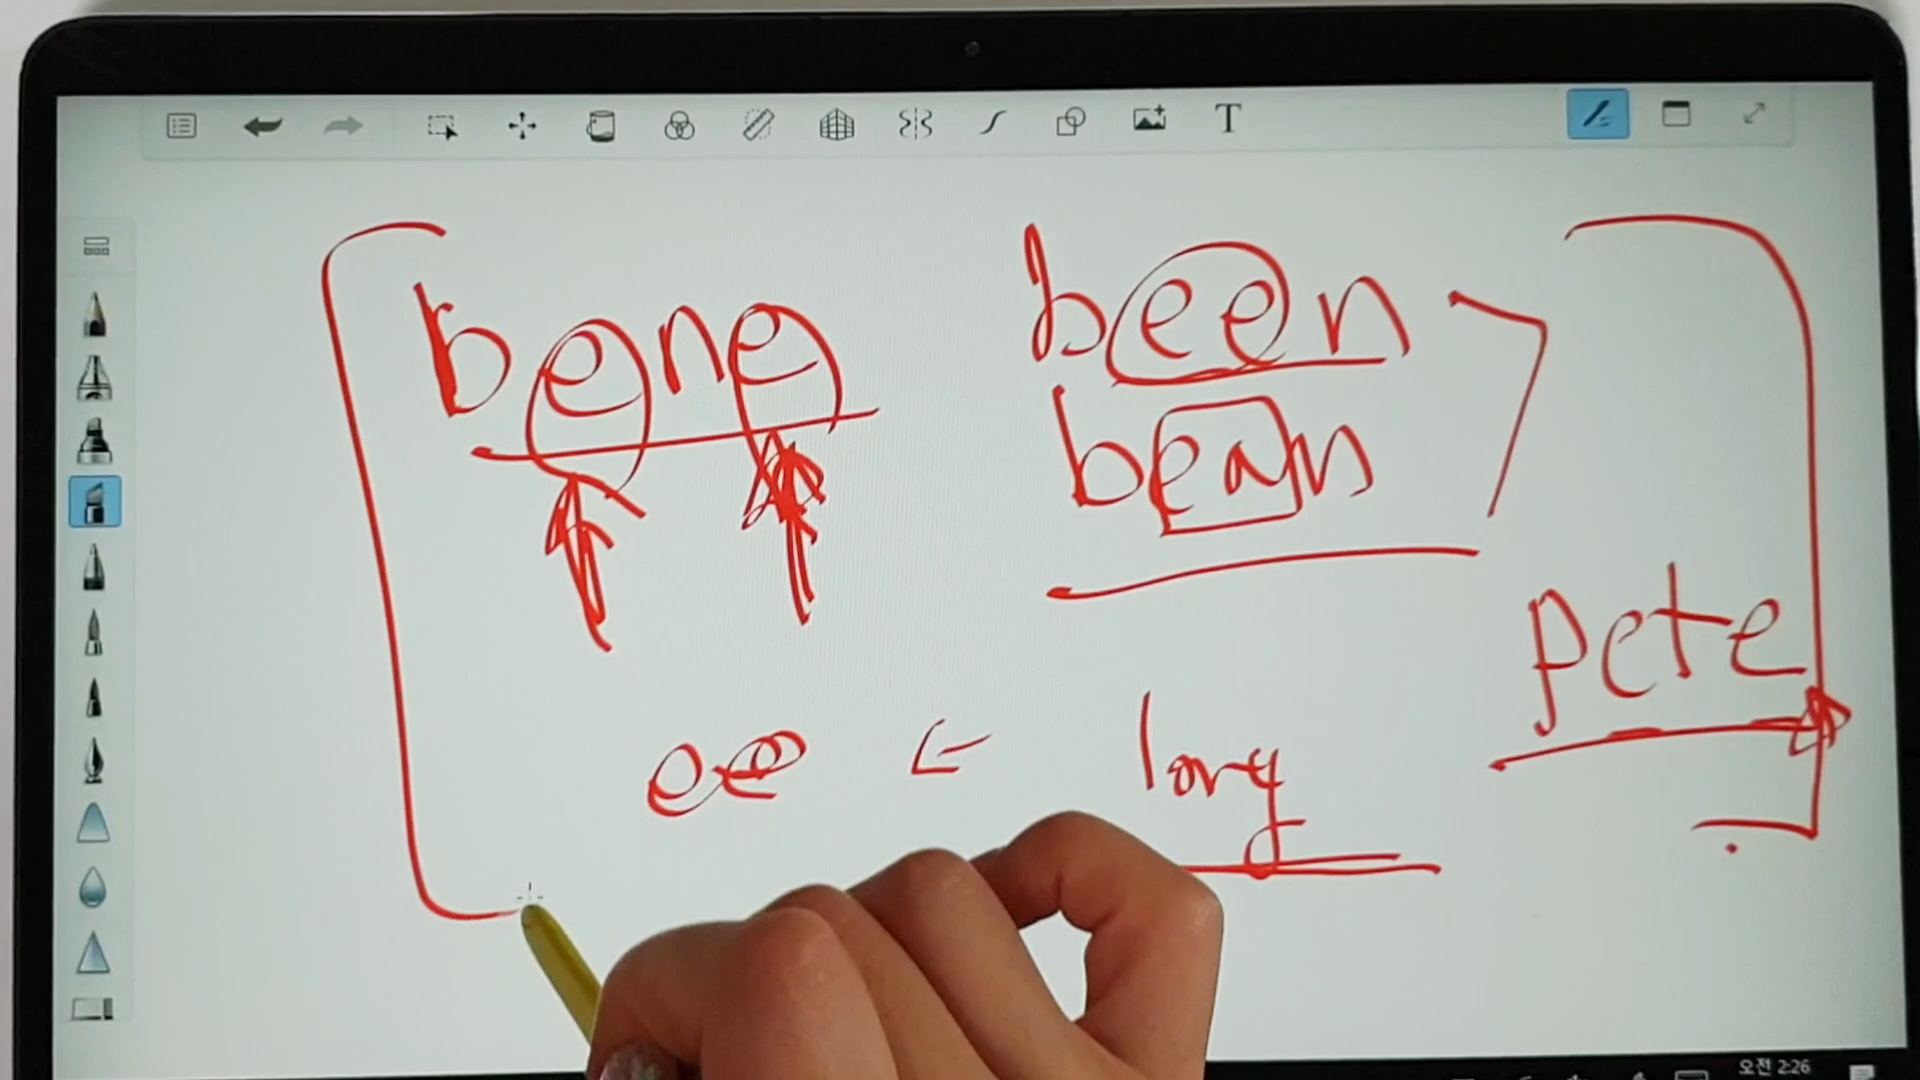 T
bene
been
bean
pete
ee ← long
오전 2:26